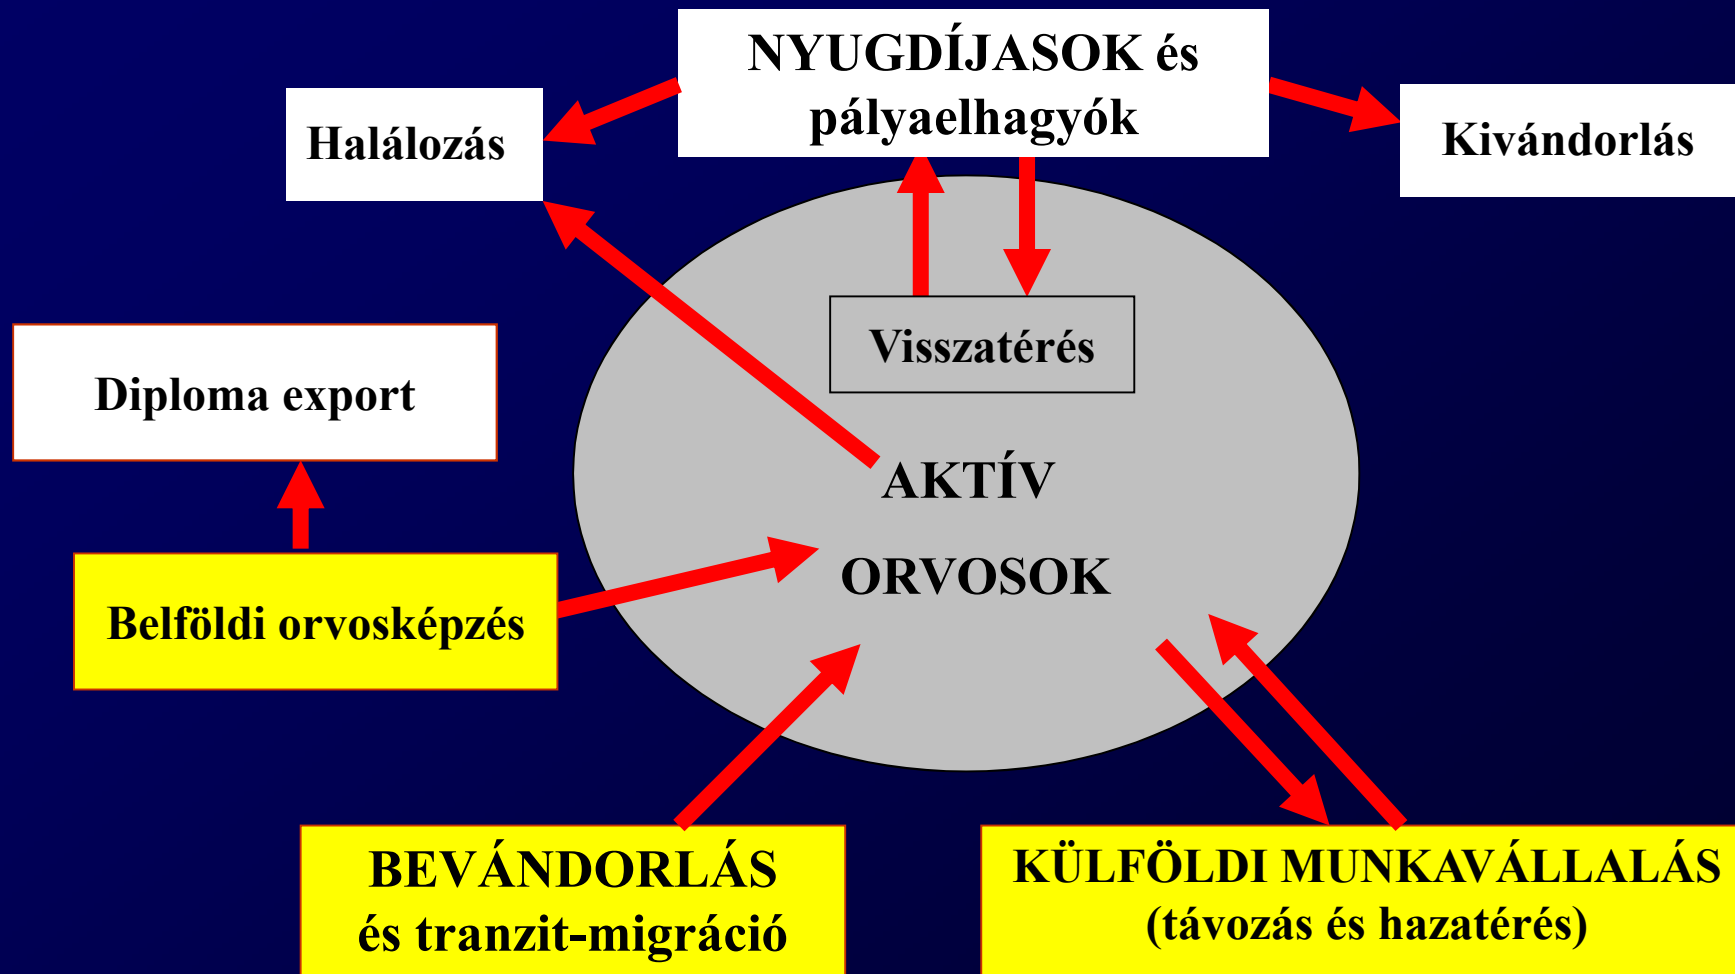 NYUGDÍJASOK és
pályaelhagyók
Halálozás
Kivándorlás
Visszatérés
Diploma export
AKTÍV
ORVOSOK
Belföldi orvosképzés
BEVÁNDORLÁS
és tranzit-migráció
KÜLFÖLDI MUNKAVÁLLALÁS
(távozás és hazatérés)